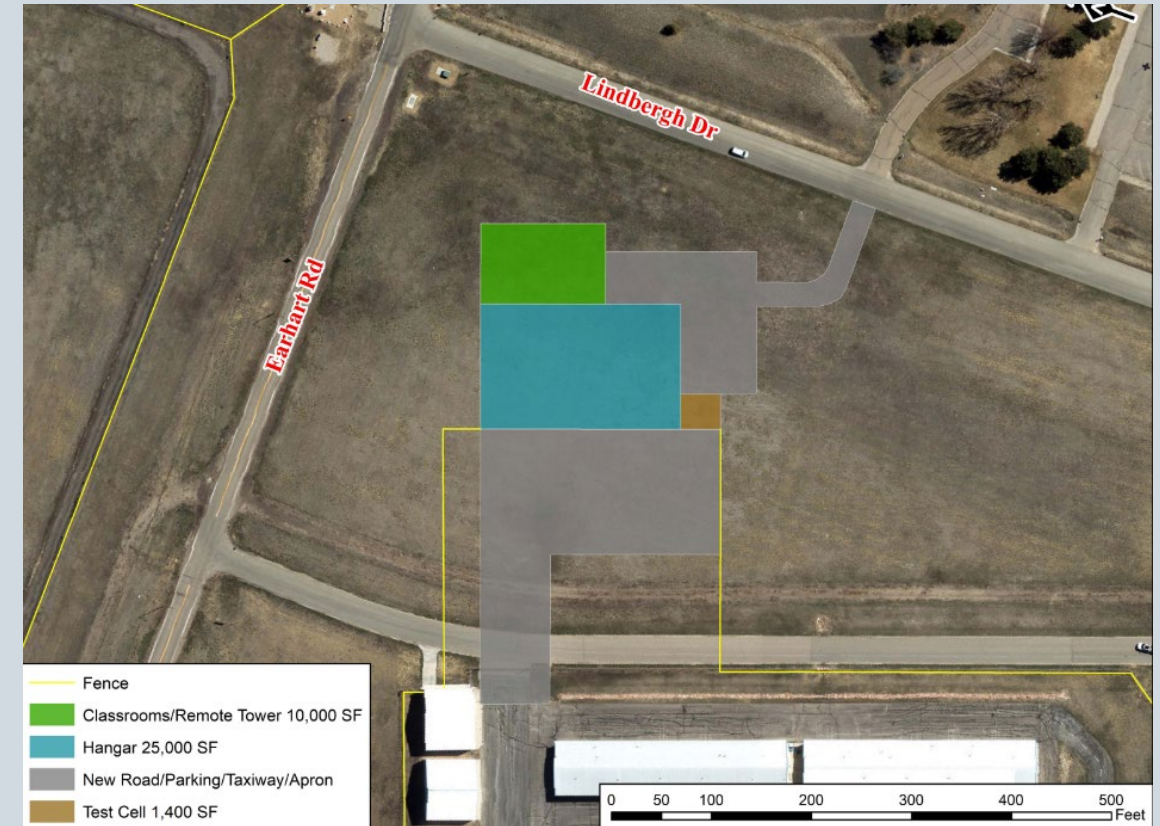 Lindbergh Dr
Earhart Rd
Fence
Classrooms/Remote Tower 10,000 SF
Hangar 25,000 SF
New Road/Parking/Taxiway/Apron
Test Cell 1,400 SF
0 50 100 200 300 400 500
Feet